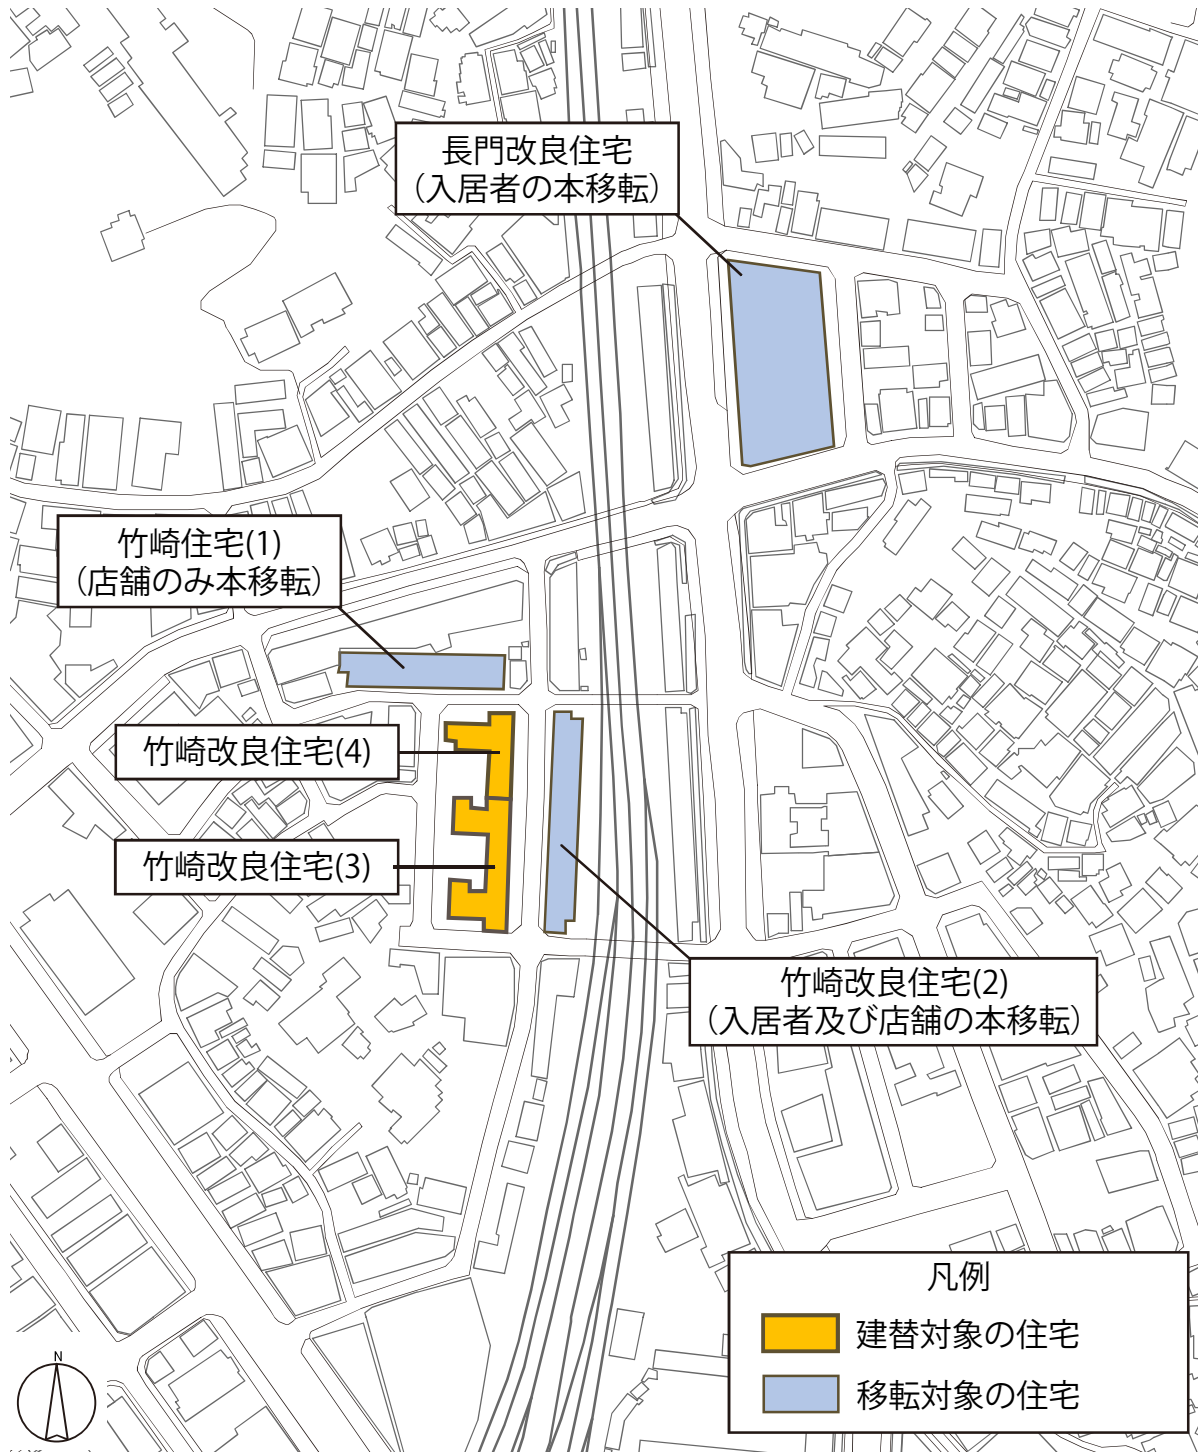 長門改良住宅
（入居者の本移転）
竹崎住宅(1)
（店舗のみ本移転）
竹崎改良住宅(4)
竹崎改良住宅(3)
竹崎改良住宅(2)
（入居者及び店舗の本移転）
凡例
建替対象の住宅
移転対象の住宅
N